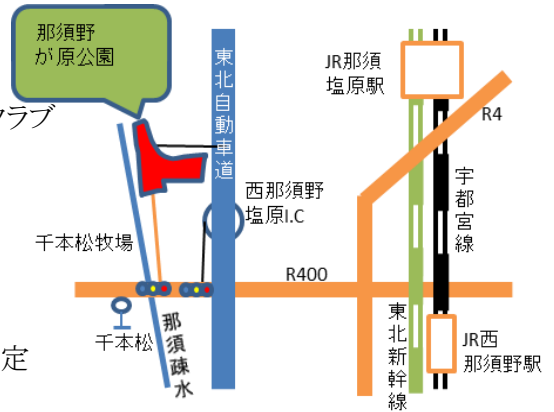 那須野
が原公園
クラブ
東北自動車道
JR那須
塩原駅
R4
宇都宮線
西那須野
塩原I.C
千本松牧場
R400
千本松
那須疎水
東北新幹線
JR西
那須野駅
定